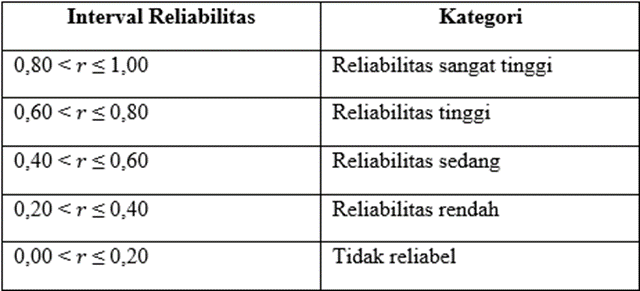 Interval Reliabilitas Kategori
0,80 < r ≤ 1,00 Reliabilitas sangat tinggi
0,60 < r ≤ 0,80 Reliabilitas tinggi
0,40 < r ≤ 0,60 Reliabilitas sedang
0,20 < r ≤ 0,40 Reliabilitas rendah
0,00 < r ≤ 0,20 Tidak reliabel